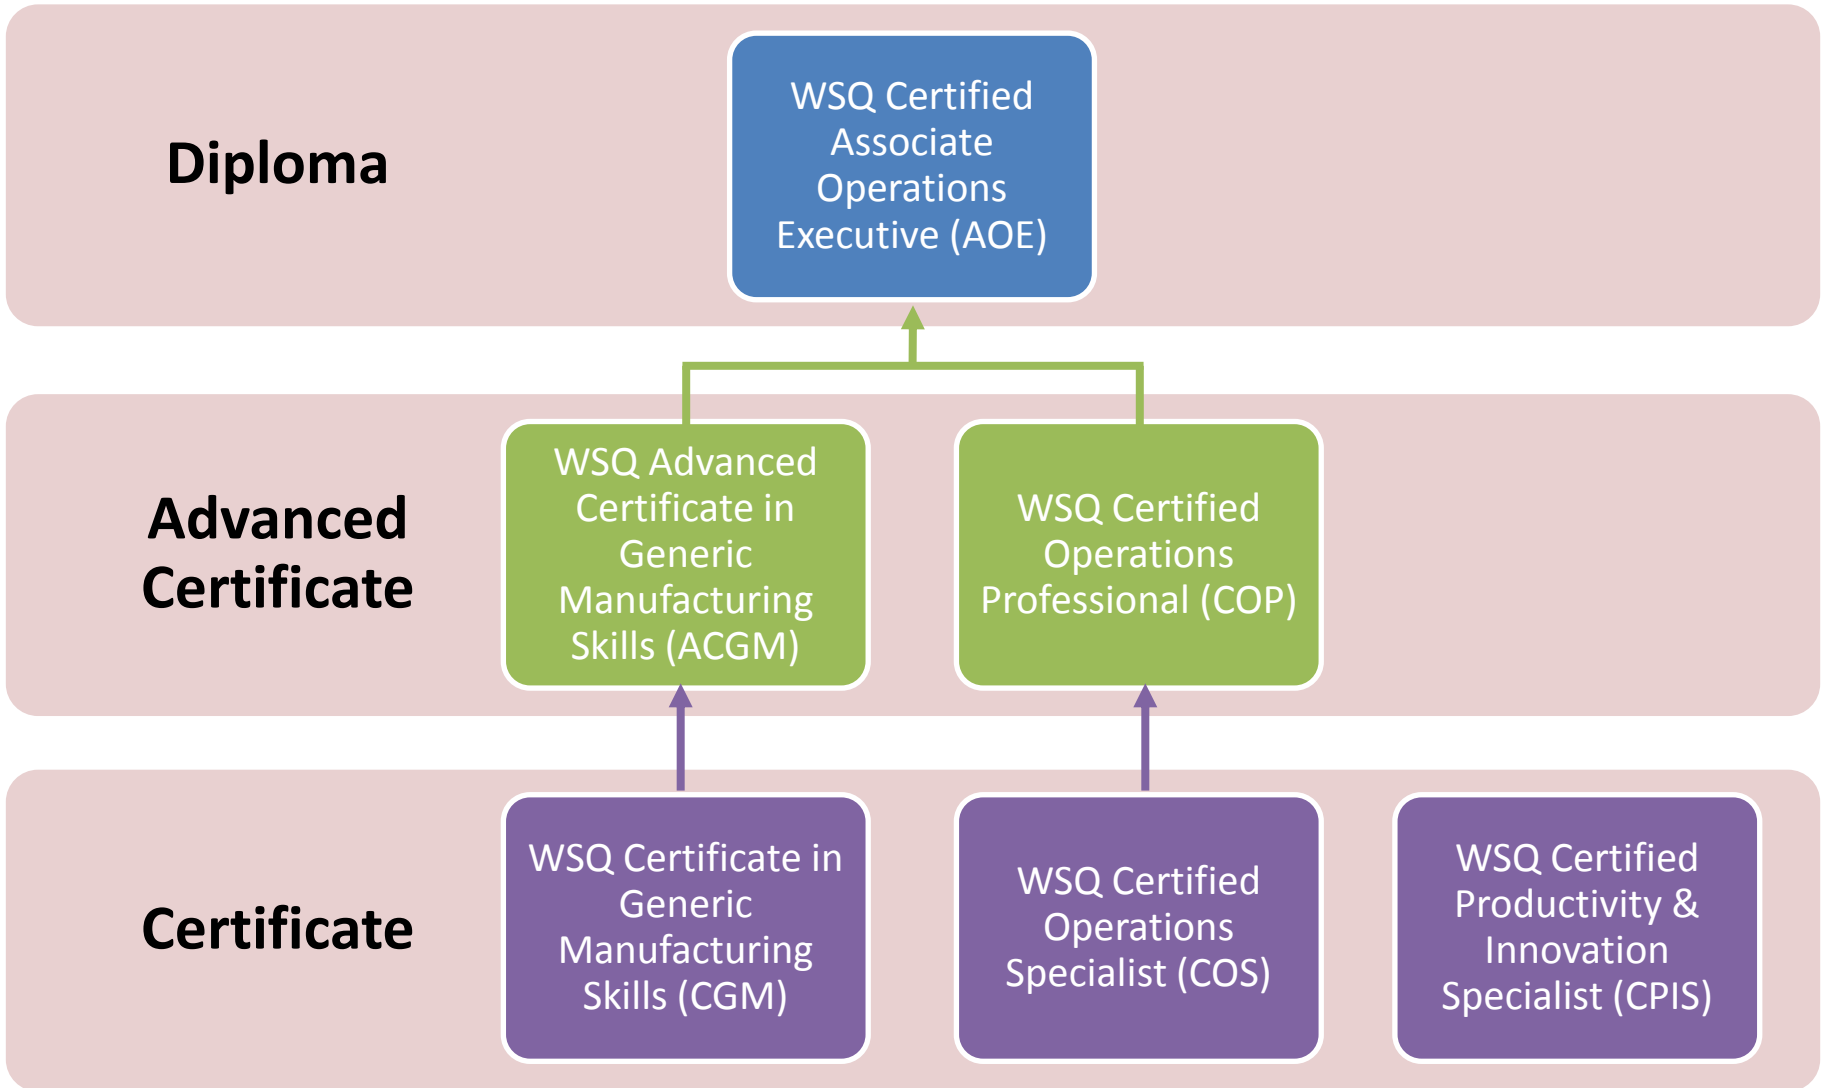 Diploma
WSQ Certified
Associate
Operations
Executive (AOE)
Advanced
Certificate
WSQ Advanced
Certificate in
Generic
Manufacturing
Skills (ACGM)
WSQ Certified
Operations
Professional (COP)
Certificate
WSQ Certificate in
Generic
Manufacturing
Skills (CGM)
WSQ Certified
Operations
Specialist (COS)
WSQ Certified
Productivity &
Innovation
Specialist (CPIS)